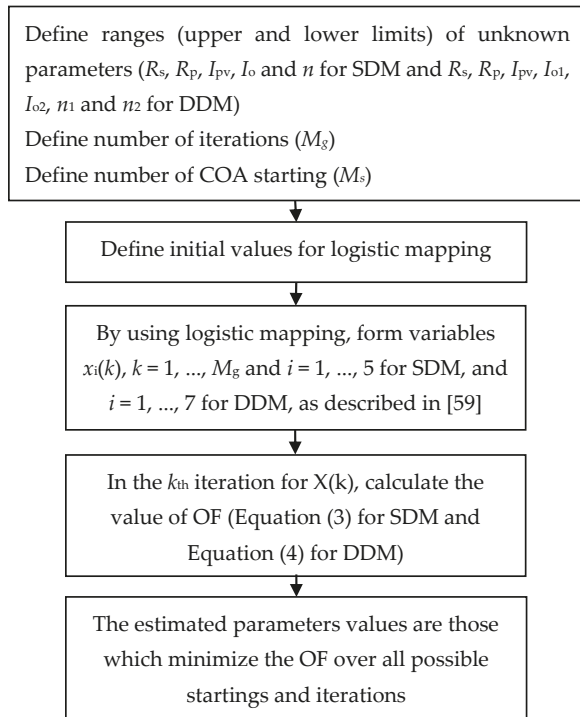 Define ranges (upper and lower limits) of unknown
parameters (Rs, Rp, Ipv, Io and n for SDM and Rs, Rp, Ipv, Io1,
Io2, n1 and n2 for DDM)
Define number of iterations (Mg)
Define number of COA starting (Ms)
Define initial values for logistic mapping
By using logistic mapping, form variables
xi(k), k = 1, ..., Mg and i = 1, ..., 5 for SDM, and
i = 1, ..., 7 for DDM, as described in [59]
In the kth iteration for X(k), calculate the
value of OF (Equation (3) for SDM and
Equation (4) for DDM)
The estimated parameters values are those
which minimize the OF over all possible
startings and iterations